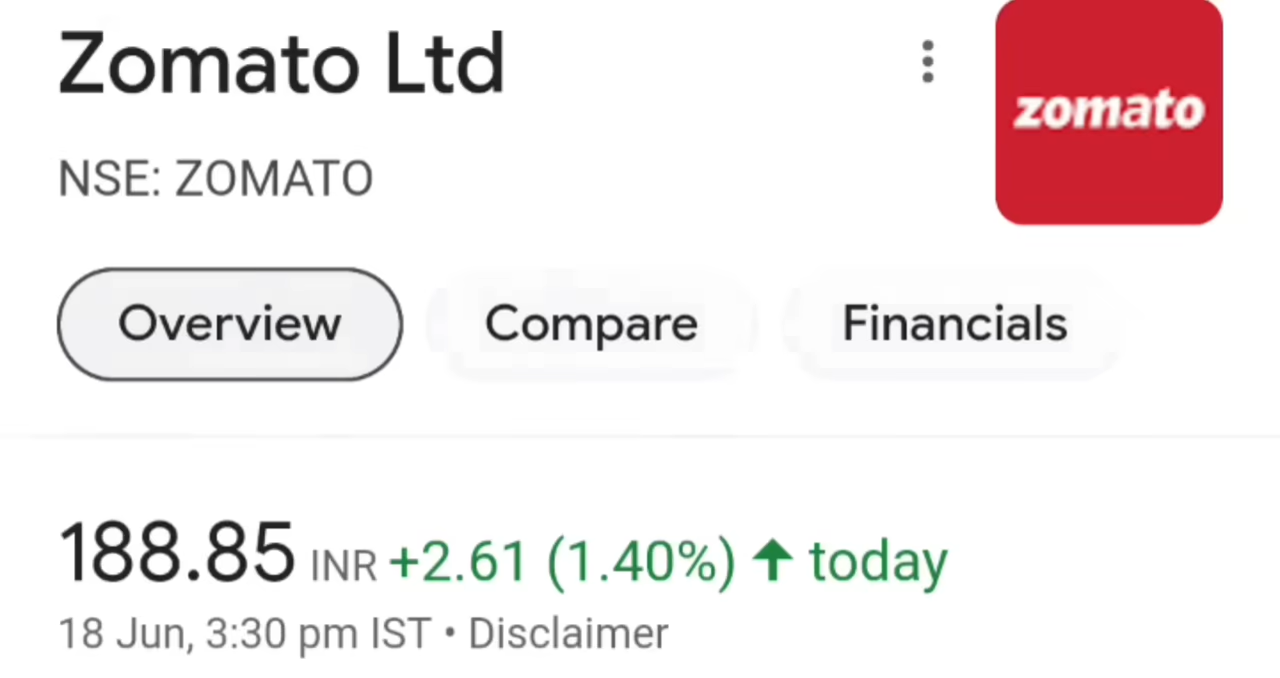 Zomato Ltd
zomato
NSE: ZOMATO
Overview Compare Financials
188.85 INR +2.61 (1.40%) ↑ today
18 Jun, 3:30 pm IST • Disclaimer